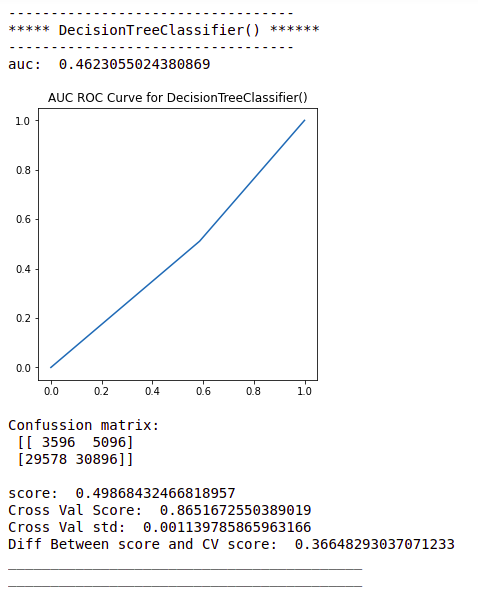 ----------------------------------
***** DecisionTreeClassifier() ******
----------------------------------
auc:  0.4623055024380869
AUC ROC Curve for DecisionTreeClassifier()
1.0
0.8
0.6
0.4
0.2
0.0
0.0 0.2 0.4 0.6 0.8 1.0
Confussion matrix:
[[ 3596  5096]
[29578 30896]]
score:  0.49868432466818957
Cross Val Score:  0.8651672550389019
Cross Val std:  0.001139785865963166
Diff Between score and CV score:  0.36648293037071233
__________________________________________
__________________________________________